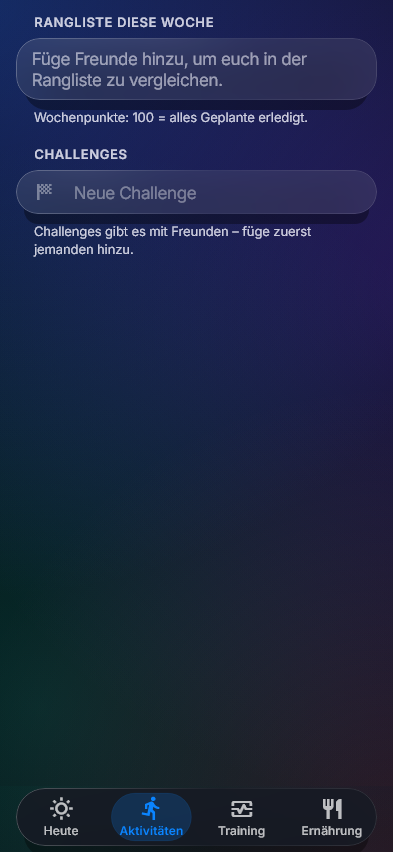 RANGLISTE DIESE WOCHE
Füge Freunde hinzu, um euch in der
Rangliste zu vergleichen.
Wochenpunkte: 100 = alles Geplante erledigt.
CHALLENGES
Neue Challenge
Challenges gibt es mit Freunden – füge zuerst
jemanden hinzu.
Heute
Aktivitäten
Training
Ernährung